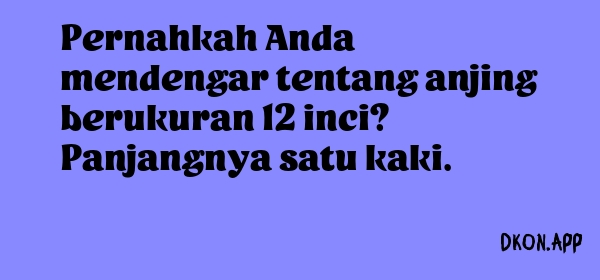 Pernahkah Anda
mendengar tentang anjing
berukuran 12 inci?
Panjangnya satu kaki.
DKON.APP